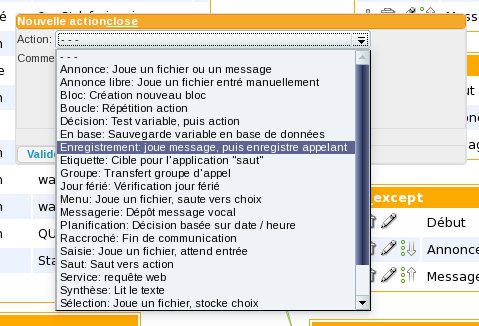 Mess
Nouvelle actionclose
Action: - - -
Comme
- - -
Annonce: Joue un fichier ou un message
Annonce libre: Joue un fichier entré manuellement
Bloc: Création nouveau bloc
Boucle: Répétition action
Décision: Test variable, puis action
En base: Sauvegarde variable en base de données
Enregistrement: joue message, puis enregistre appelant
Etiquette: Cible pour l'application "saut"
Groupe: Transfert groupe d'appel
Jour férié: Vérification jour férié
Menu: Joue un fichier, saute vers choix
Messagerie: Dépôt message vocal
Planification: Décision basée sur date / heure
Raccroché: Fin de communication
Saisie: Joue un fichier, attend entrée
Saut: Saut vers action
Service: requête web
Synthèse: Lit le texte
Sélection: Joue un fichier, stocke choix
Valide
wa
wa
QU
Sta
except
Début
Annonce
Message